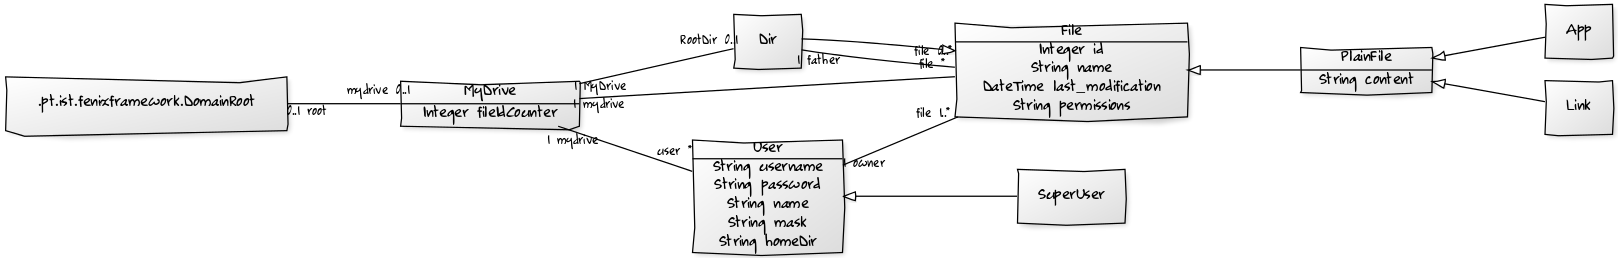 .pt.ist.fenixframework.DomainRoot
0..1 root
mydrive 0..1
MyDrive
Integer fileIdCounter
RootDir 0..1
1 MyDrive
1 mydrive
1 mydrive
user *
Dir
1 father
file 0..*
file *
File
Integer id
String name
DateTime last_modification
String permissions
file 1..*
owner
User
String username
String password
String name
String mask
String homeDir
SuperUser
PlainFile
String content
App
Link